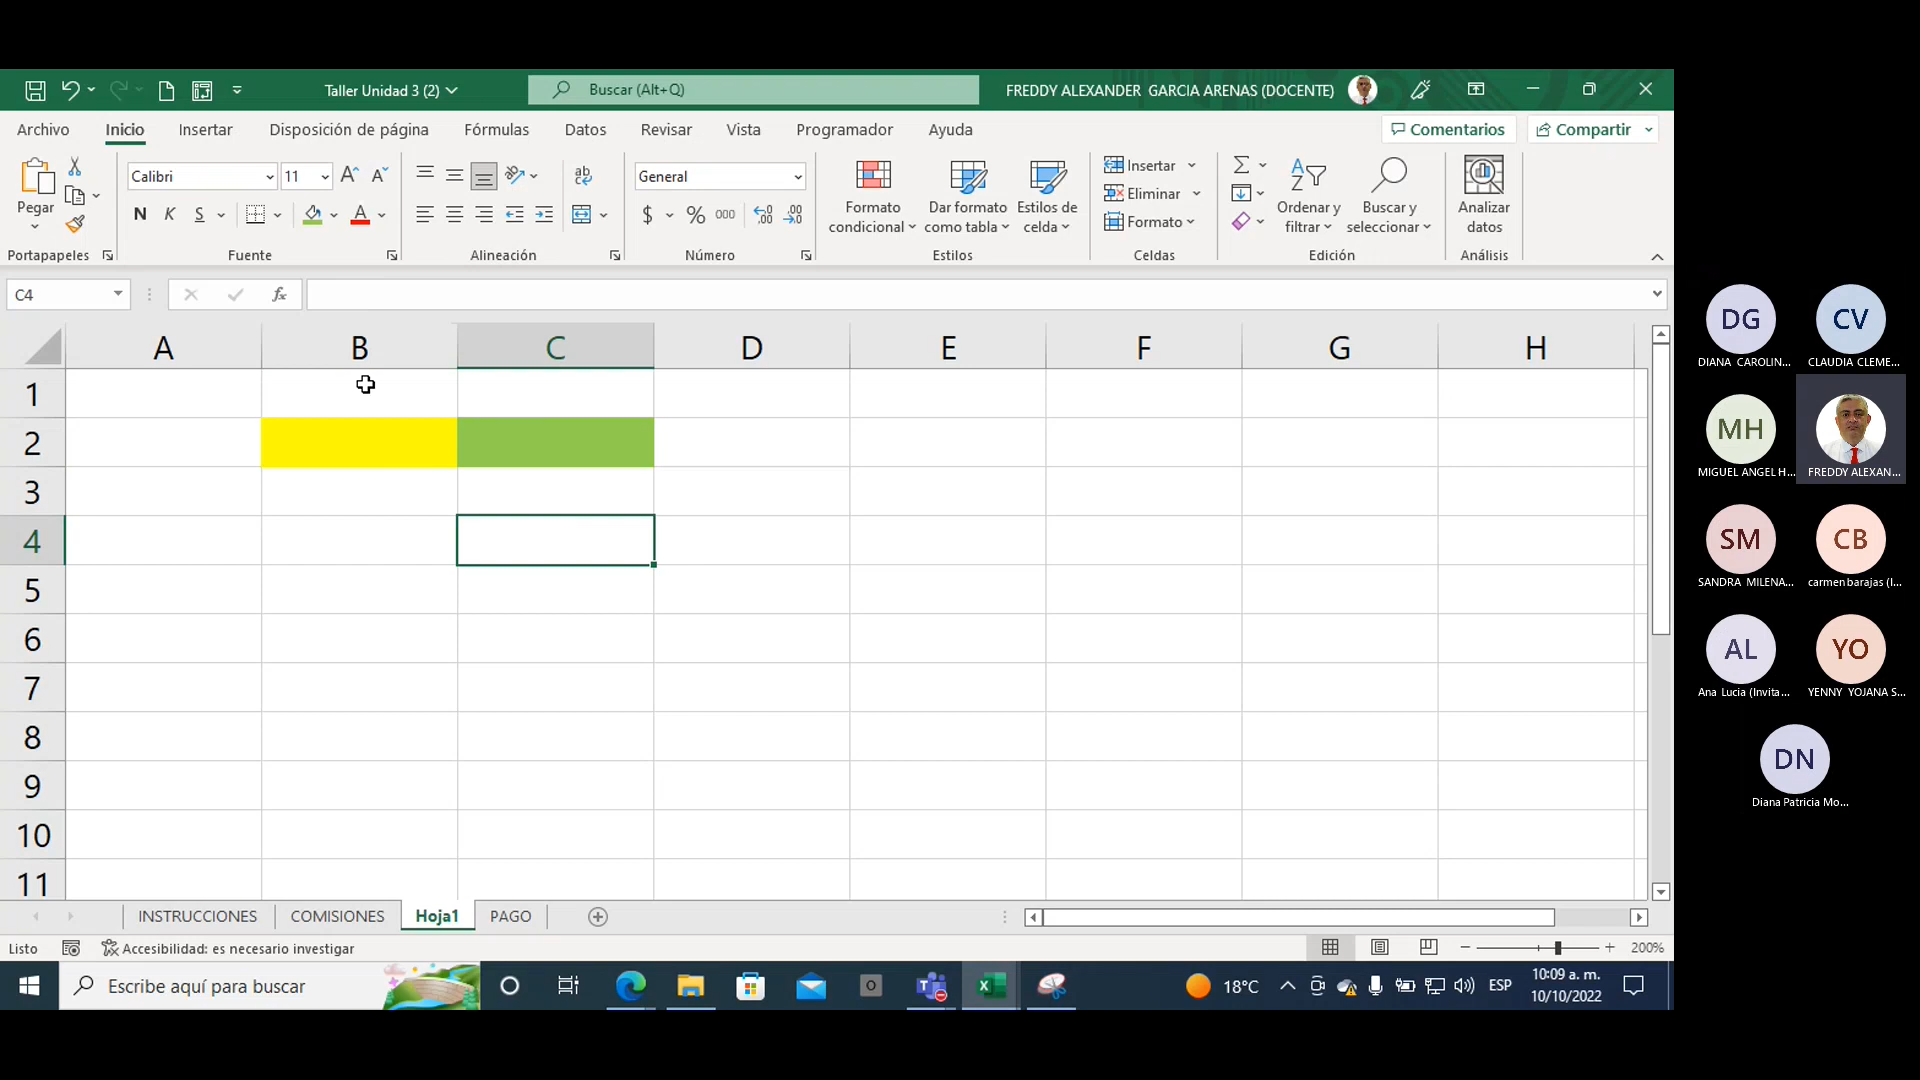 Taller Unidad 3 (2)
Buscar (Alt+Q)
FREDDY ALEXANDER GARCIA ARENAS (DOCENTE)
Archivo Inicio Insertar Disposición de página Fórmulas Datos Revisar Vista Programador Ayuda
Comentarios
Compartir
Pegar
Portapapeles
Calibri 11
N K S
Fuente
ab
Alineación
General
$ % 000
Número
Formato condicional
Dar formato como tabla
Estilos de celda
Estilos
Insertar
Eliminar
Formato
Celdas
Ordenar y filtrar
Buscar y seleccionar
Edición
Analizar datos
Análisis
C4
fx
A B C D E F G H
1
2
3
4
5
6
7
8
9
10
11
INSTRUCCIONES COMISIONES Hoja1 PAGO
Listo
Accesibilidad: es necesario investigar
200%
Escribe aquí para buscar
18°C
ESP
10:09 a. m.
10/10/2022
DG
DIANA CAROLIN...
CV
CLAUDIA CLEME...
MH
MIGUEL ANGEL H...
FREDDY ALEXAN...
SM
SANDRA MILENA...
CB
carmen barajas (I...
AL
Ana Lucia (Invita...
YO
YENNY YOJANA S...
DN
Diana Patricia Mo...